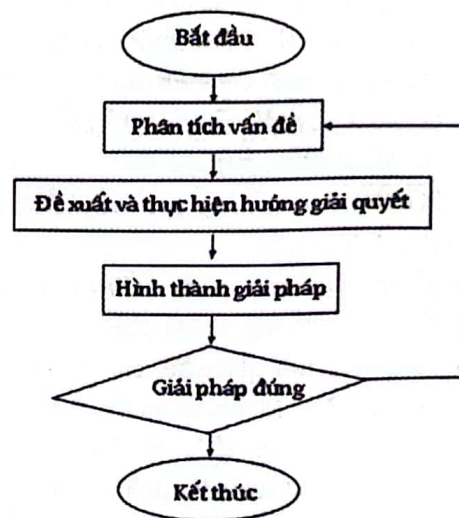 Bắt đầu
Phân tích vấn đề
Đề xuất và thực hiện hướng giải quyết
Hình thành giải pháp
Giải pháp đúng
Kết thúc